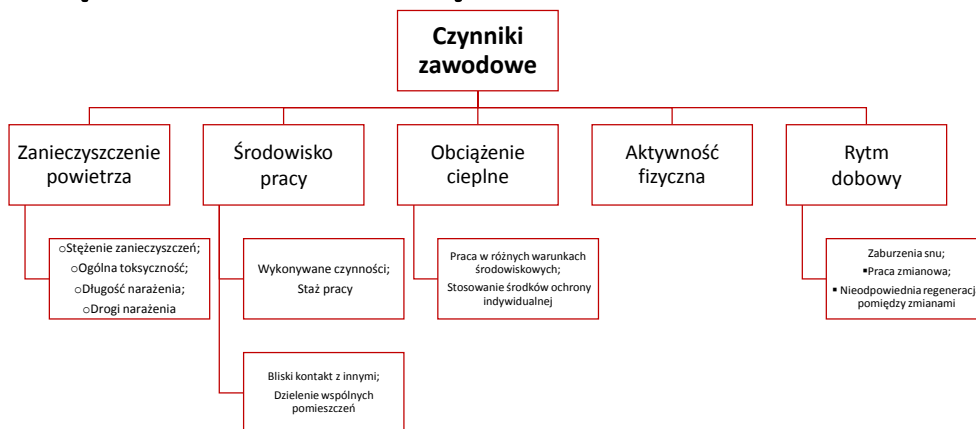 Czynniki
zawodowe
Zanieczyszczenie
powietrza
Środowisko
pracy
Obciążenie
cieplne
Aktywność
fizyczna
Rytm
dobowy
oStężenie zanieczyszczeń;
oOgólna toksyczność;
oDługość narażenia;
oDrogi narażenia
Wykonywane czynności;
Staż pracy
Bliski kontakt z innymi;
Dzielenie wspólnych
pomieszczeń
Praca w różnych warunkach
środowiskowych;
Stosowanie środków ochrony
indywidualnej
Zaburzenia snu;
▪Praca zmianowa;
▪ Nieodpowiednia regeneracja
pomiędzy zmianami